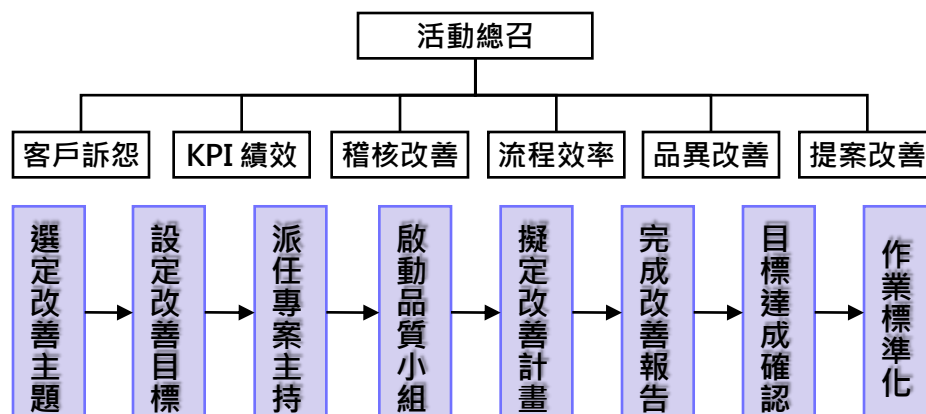 活動總召
客戶訴怨
KPI 績效
稽核改善
流程效率
品異改善
提案改善
選定改善主題
設定改善目標
派任專案主持
啟動品質小組
擬定改善計畫
完成改善報告
目標達成確認
作業標準化